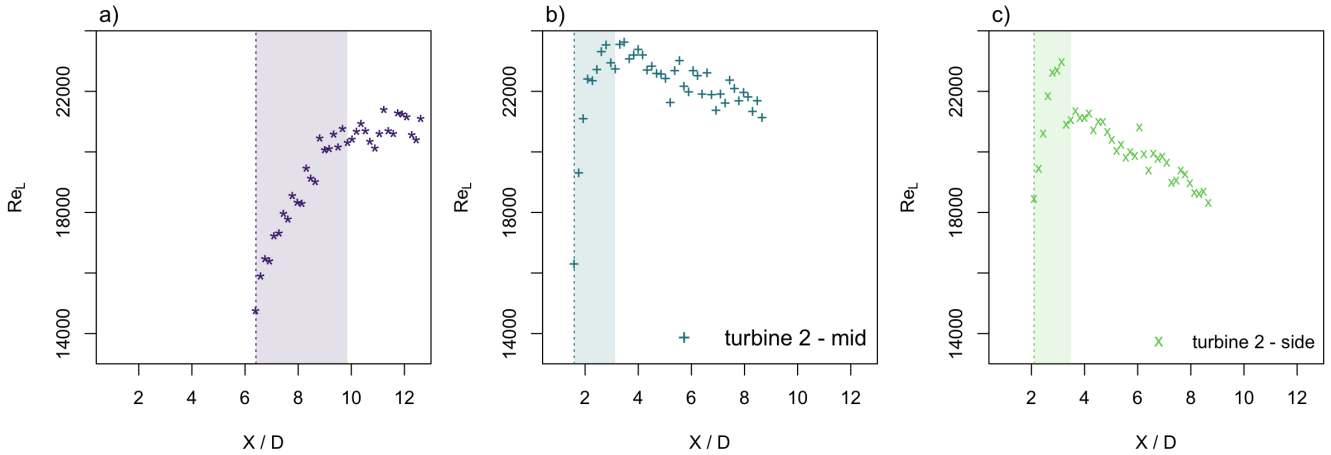 a)
22000
18000
14000
Re_L
2 4 6 8 10 12
X / D
b)
22000
18000
14000
Re_L
2 4 6 8 10 12
X / D
turbine 2 - mid
c)
22000
18000
14000
Re_L
2 4 6 8 10 12
X / D
turbine 2 - side